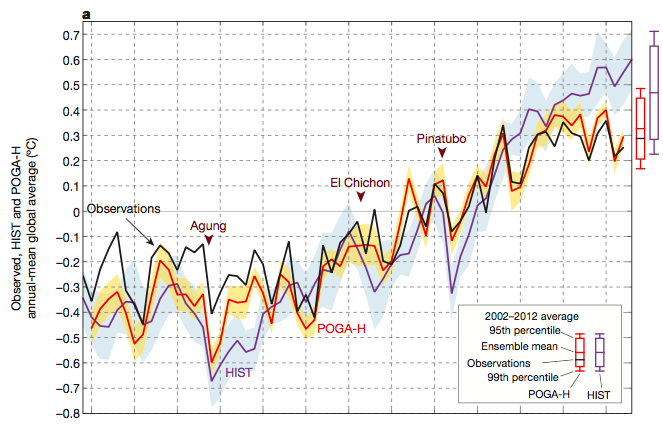 a
Observed, HIST and POGA-H
annual-mean global average (ºC)
0.7
0.6
0.5
0.4
0.3
0.2
0.1
0
−0.1
−0.2
−0.3
−0.4
−0.5
−0.6
−0.7
−0.8
Observations
Agung
El Chichon
Pinatubo
POGA-H
HIST
2002–2012 average
95th percentile
Ensemble mean
Observations
99th percentile
POGA-H
HIST